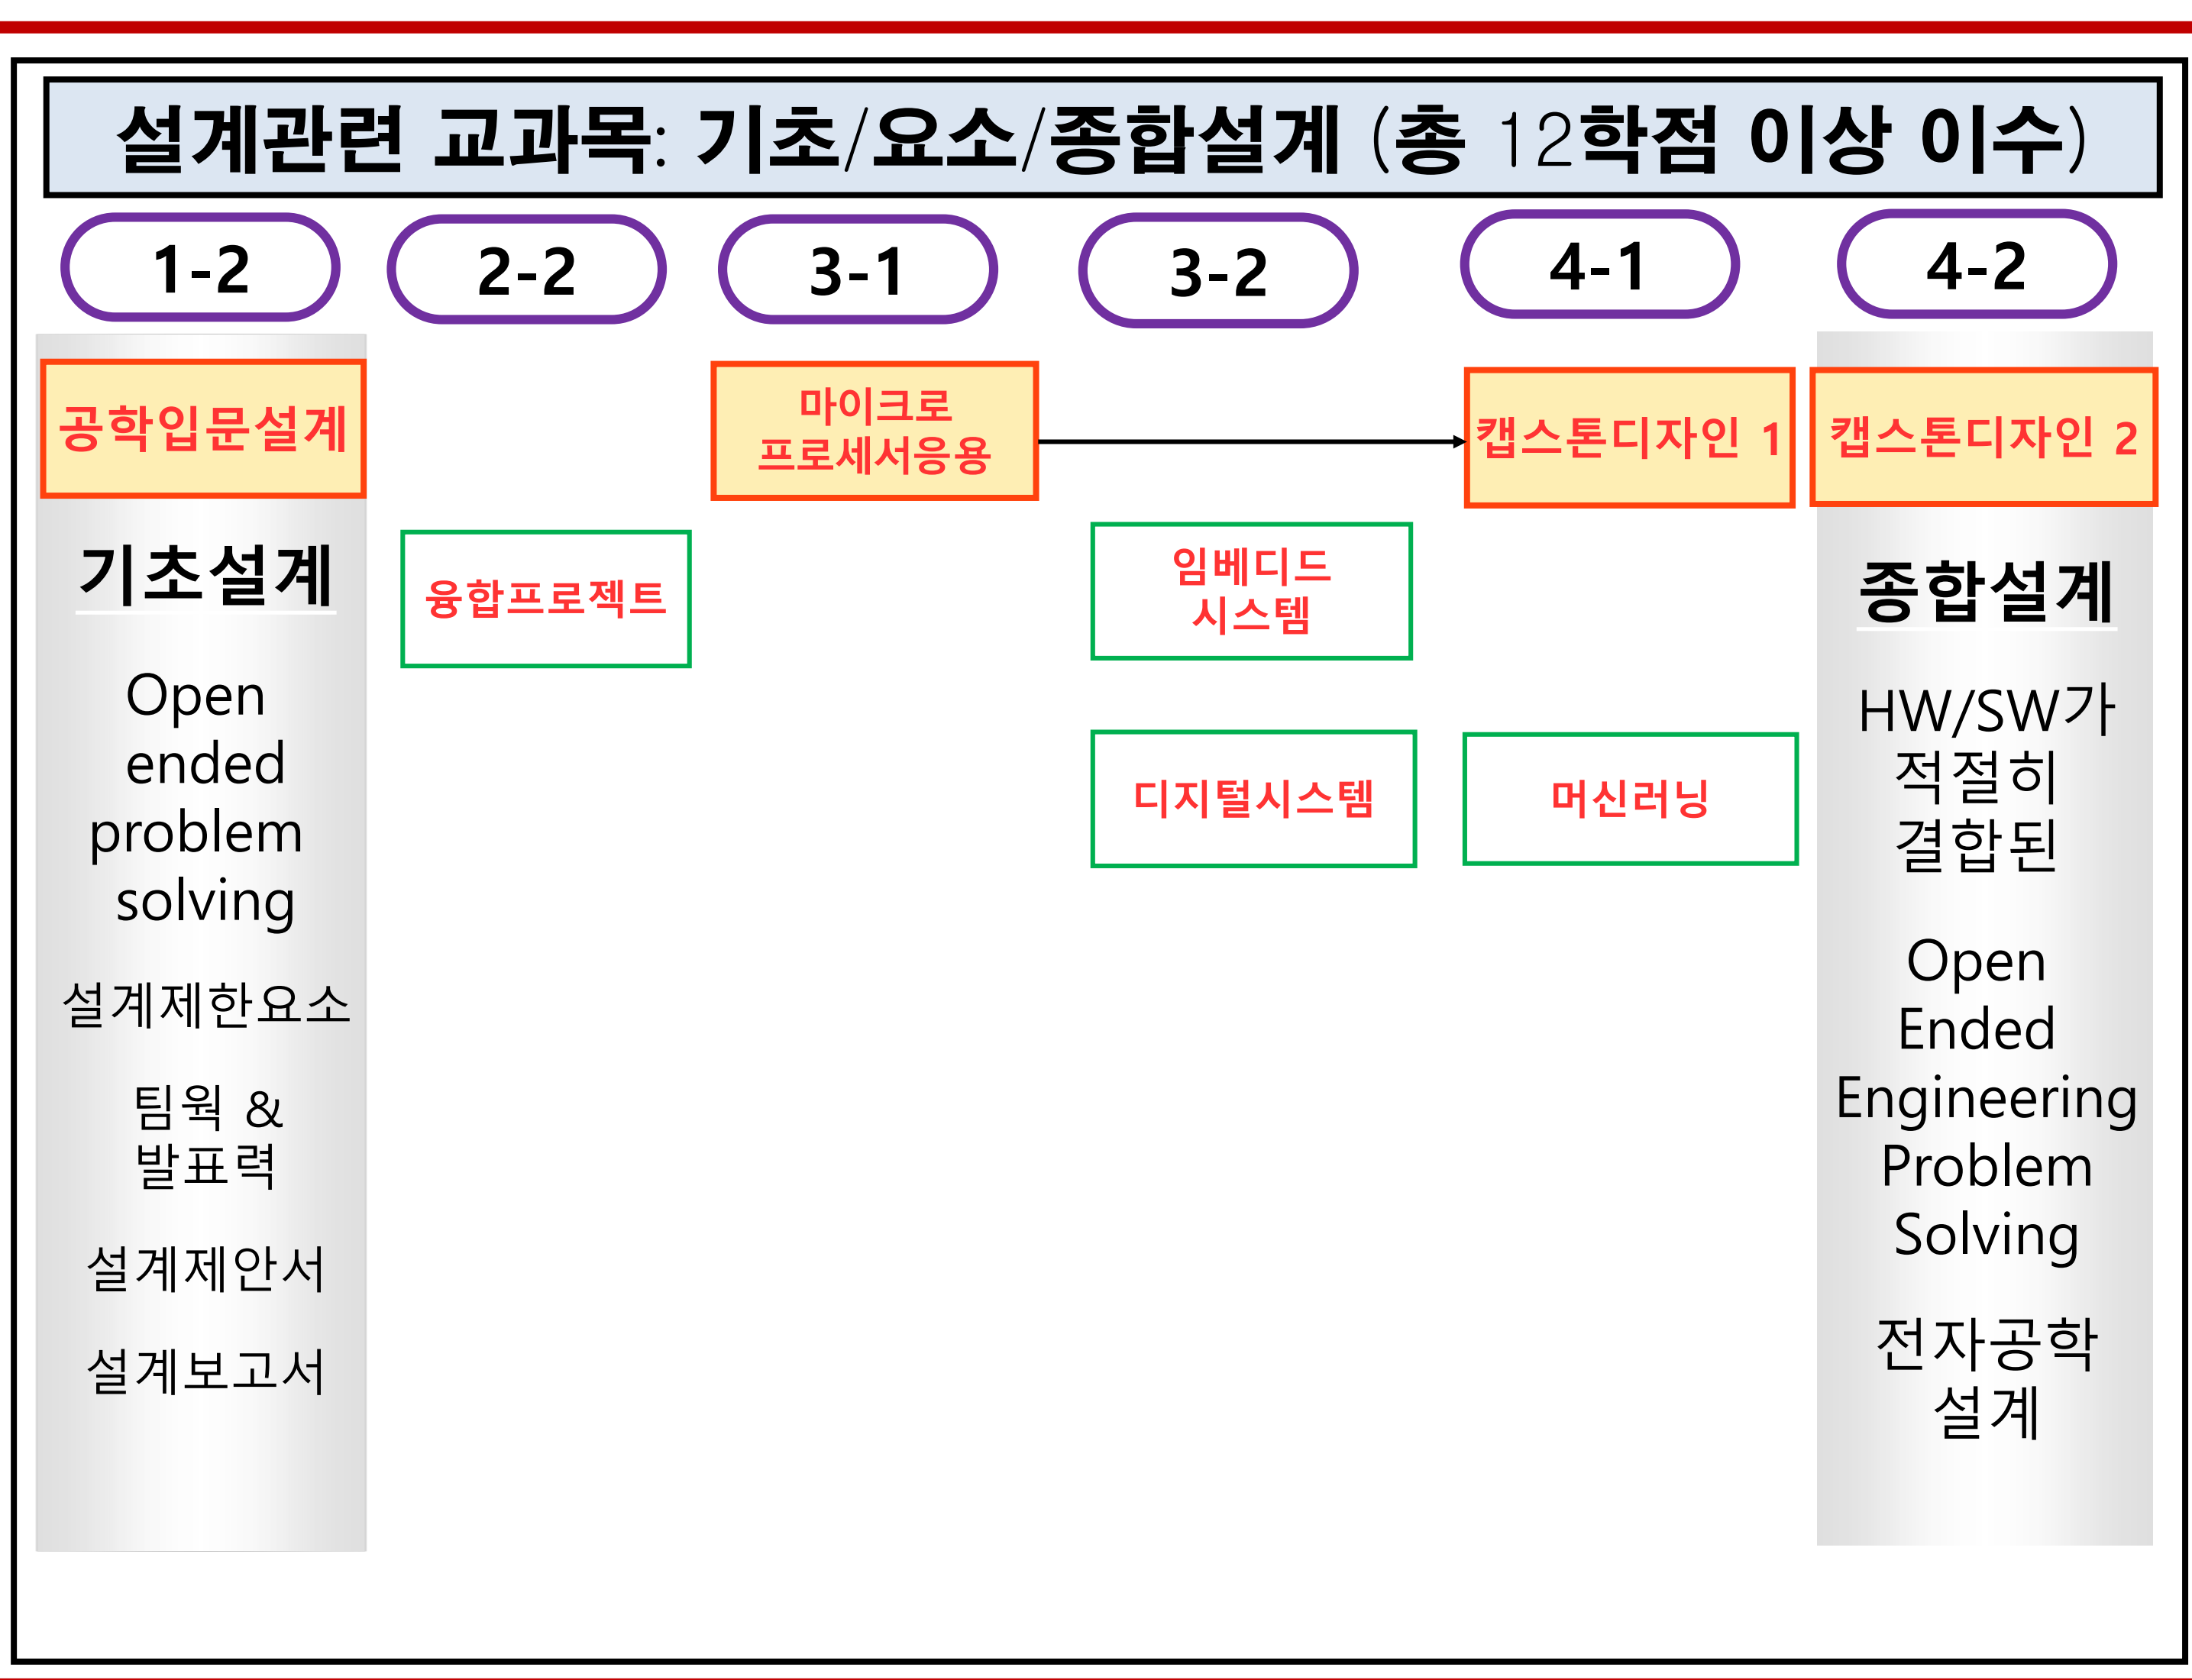 설계관련 교과목: 기초/요소/종합설계 (총 12학점 이상 이수)
1-2
2-2
3-1
3-2
4-1
4-2
공학입문설계
마이크로
프로세서응용
캡스톤디자인 1
캡스톤디자인 2
기초설계
Open
ended
problem
solving
설계제한요소
팀웍 &
발표력
설계제안서
설계보고서
융합프로젝트
임베디드
시스템
디지털시스템
머신러닝
종합설계
HW/SW가
적절히
결합된
Open
Ended
Engineering
Problem
Solving
전자공학
설계